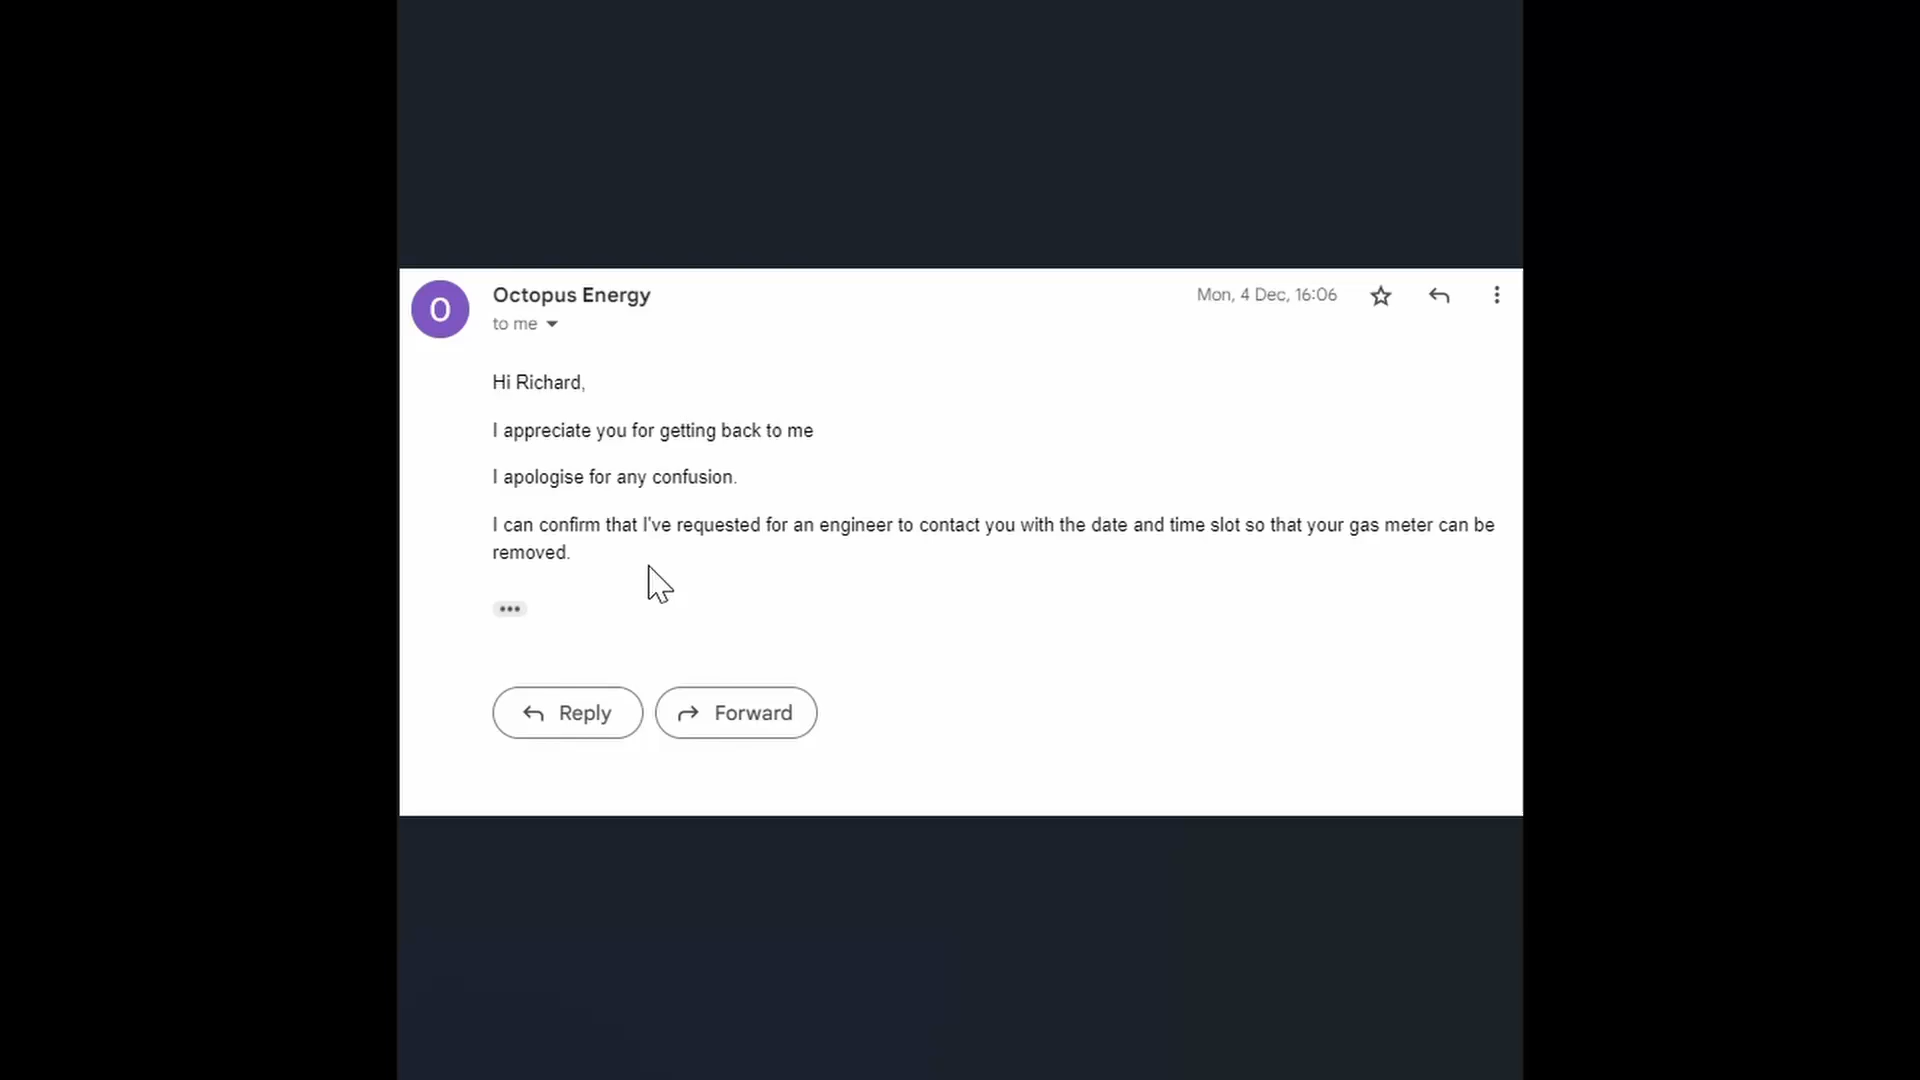 O
Octopus Energy
Mon, 4 Dec, 16:06
to me
Hi Richard,
I appreciate you for getting back to me
I apologise for any confusion.
I can confirm that I've requested for an engineer to contact you with the date and time slot so that your gas meter can be
removed.
Reply
Forward